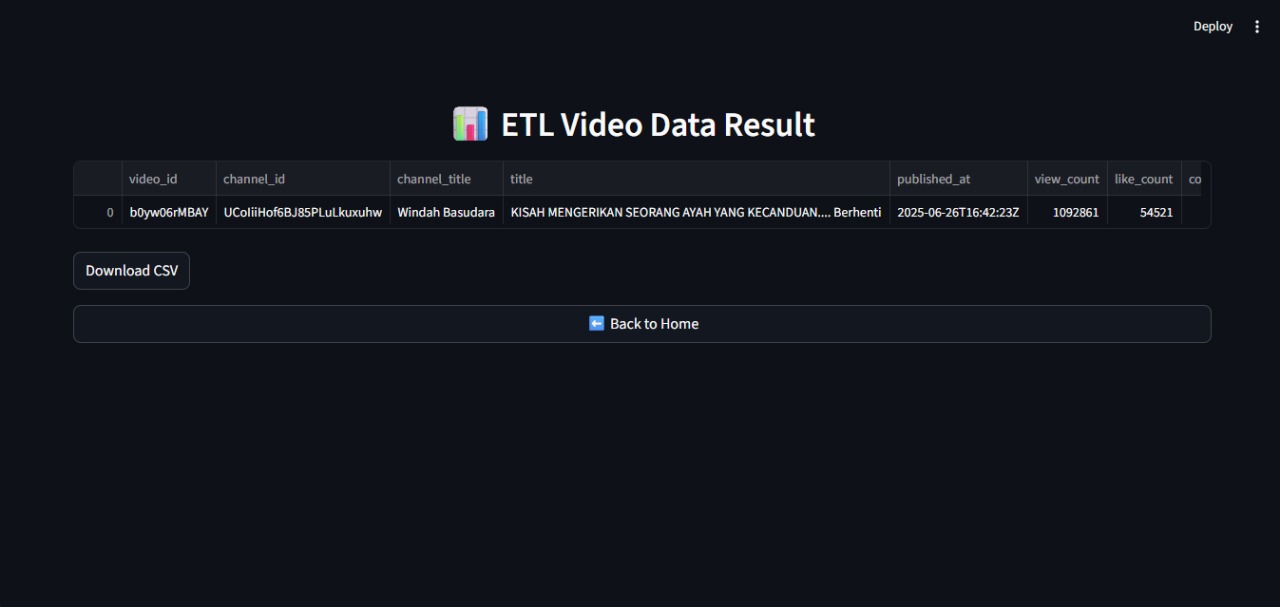 Deploy
ETL Video Data Result
video_id channel_id channel_title title published_at view_count like_count co
0 b0yw06rMBAY UCoIiiHof6BJ85PLuLkuxuhw Windah Basudara KISAH MENGERIKAN SEORANG AYAH YANG KECANDUAN.... Berhenti 2025-06-26T16:42:23Z 1092861 54521
Download CSV
Back to Home